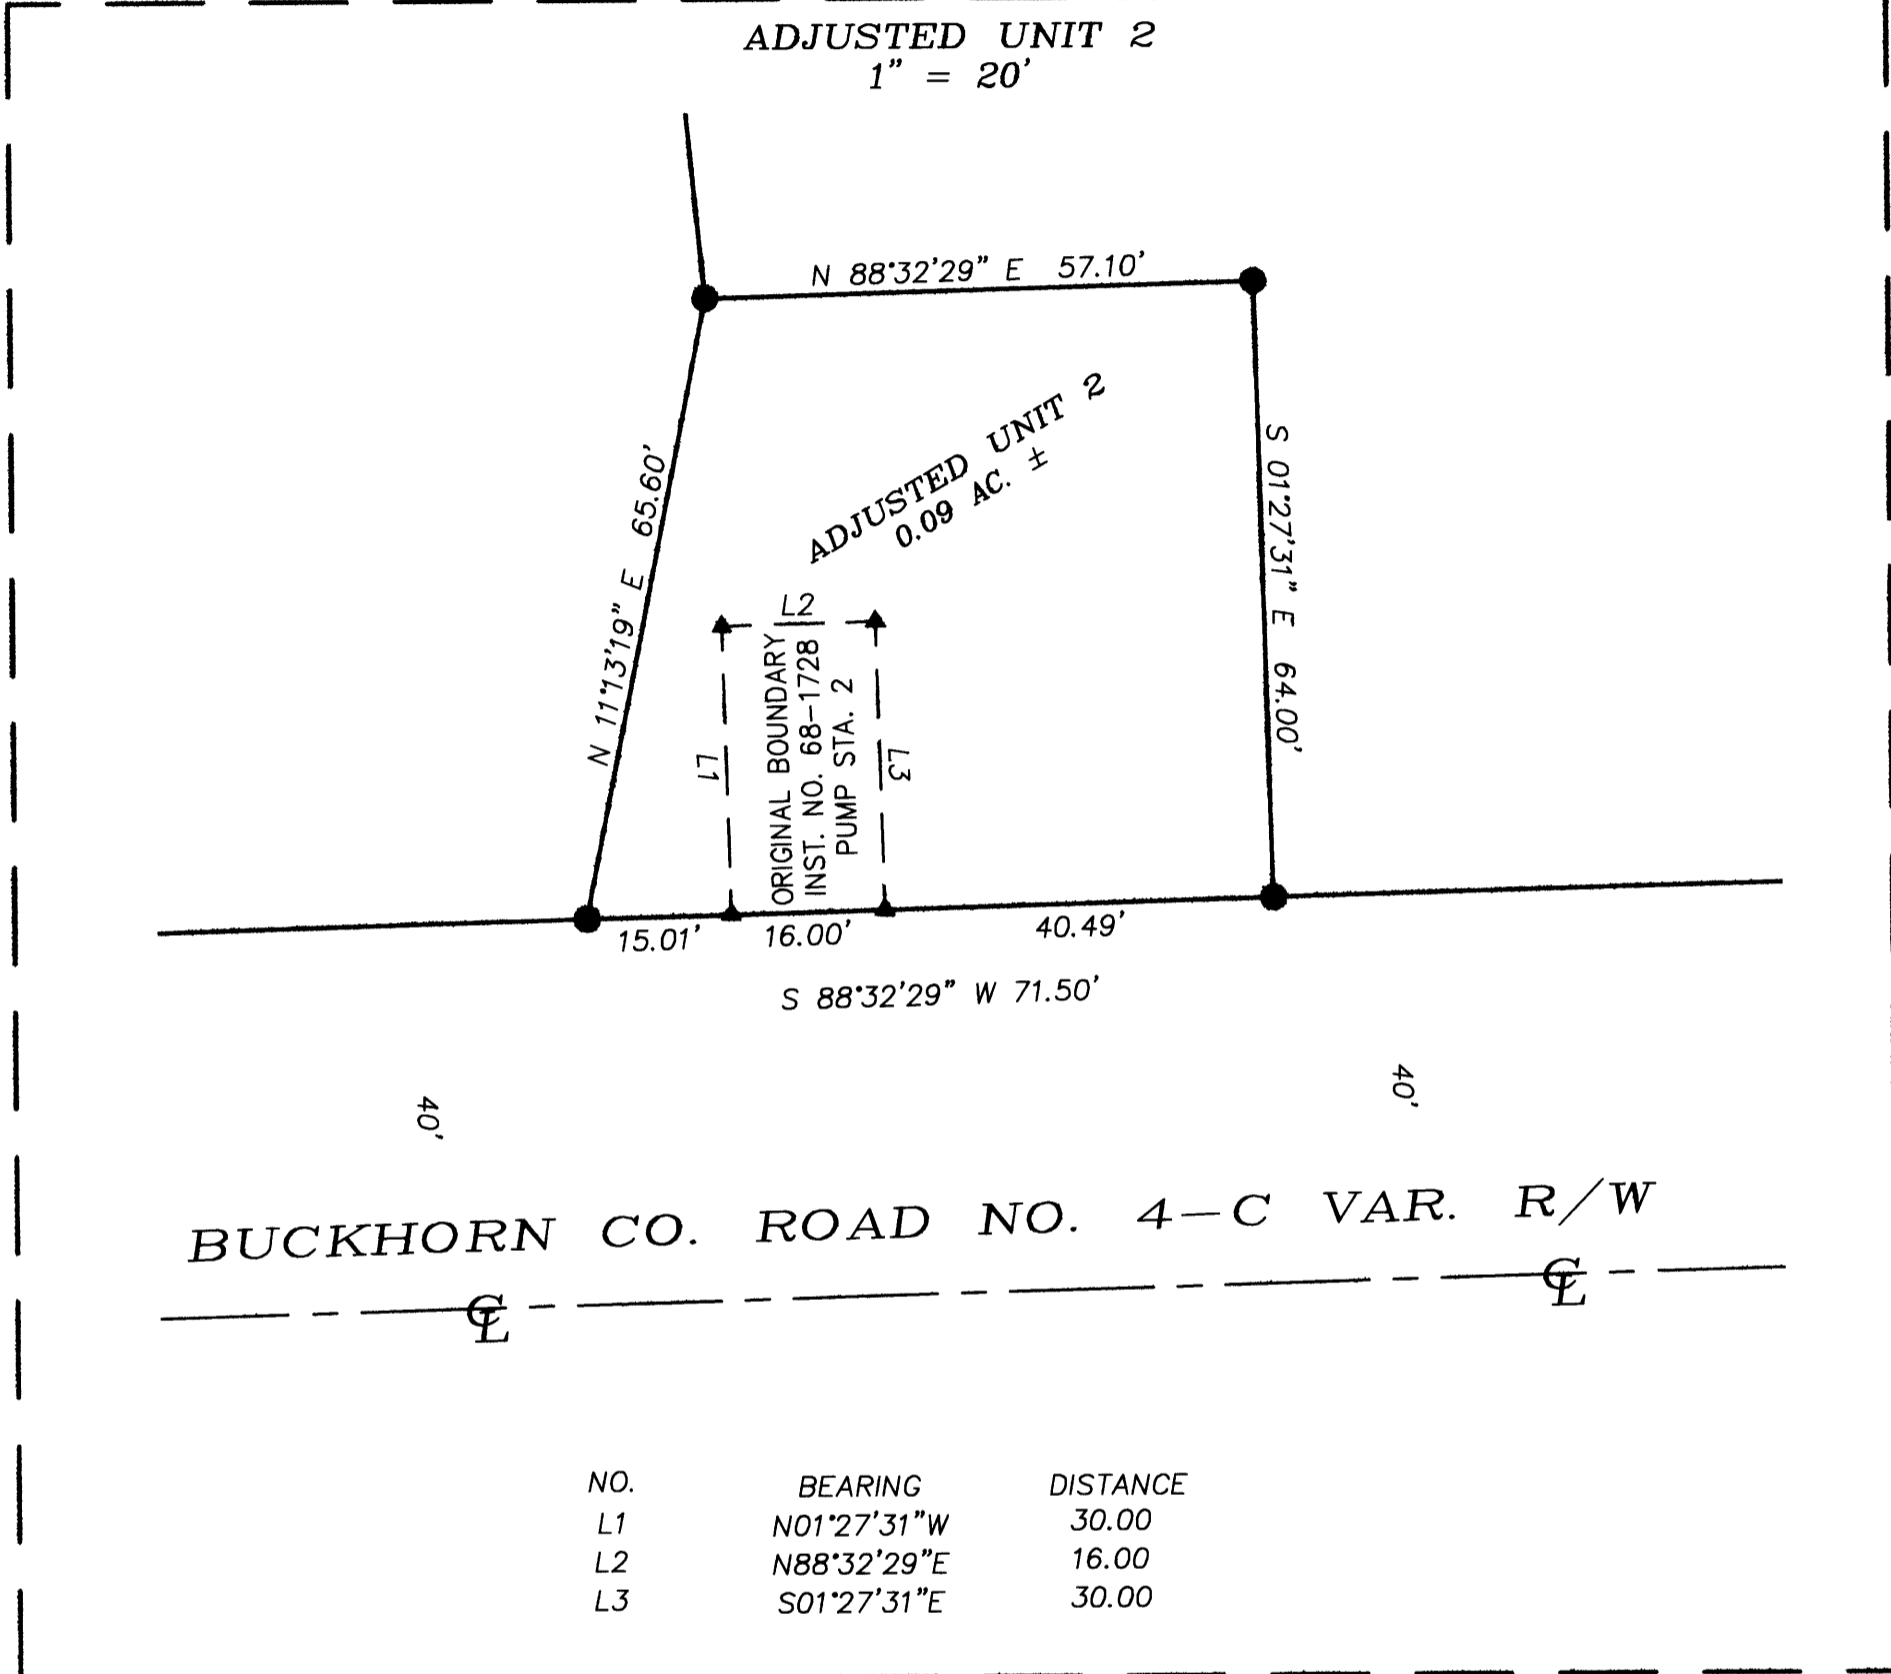 ADJUSTED UNIT 2
1" = 20'
N 88°32'29" E 57.10'
N 11°13'19" E 65.60'
ADJUSTED UNIT 2
0.09 AC. ±
S 01°27'31" E 64.00'
L2
L1
ORIGINAL BOUNDARY
INST. NO. 68-1728
PUMP STA. 2
L3
15.01' 16.00' 40.49'
S 88°32'29" W 71.50'
40' 40'
BUCKHORN CO. ROAD NO. 4-C VAR. R/W
℄ ℄
NO. BEARING DISTANCE
L1 N01°27'31"W 30.00
L2 N88°32'29"E 16.00
L3 S01°27'31"E 30.00